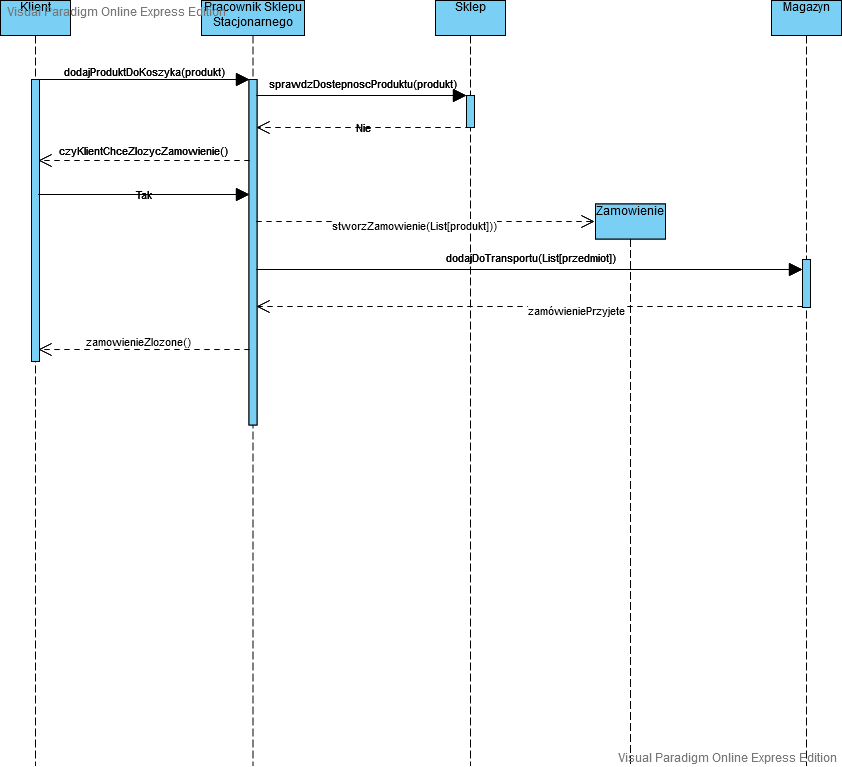 Klient
Visual Paradigm Online Express Edition
Pracownik Sklepu
Stacjonarnego
Sklep
Magazyn
dodajProduktDoKoszyka(produkt)
sprawdzDostepnoscProduktu(produkt)
Nie
czyKlientChceZlozycZamowienie()
Tak
Zamowienie
stworzZamowienie(List[produkt]))
dodajDoTransportu(List[przedmiot])
zamówieniePrzyjete
zamowienieZlozone()
Visual Paradigm Online Express Edition